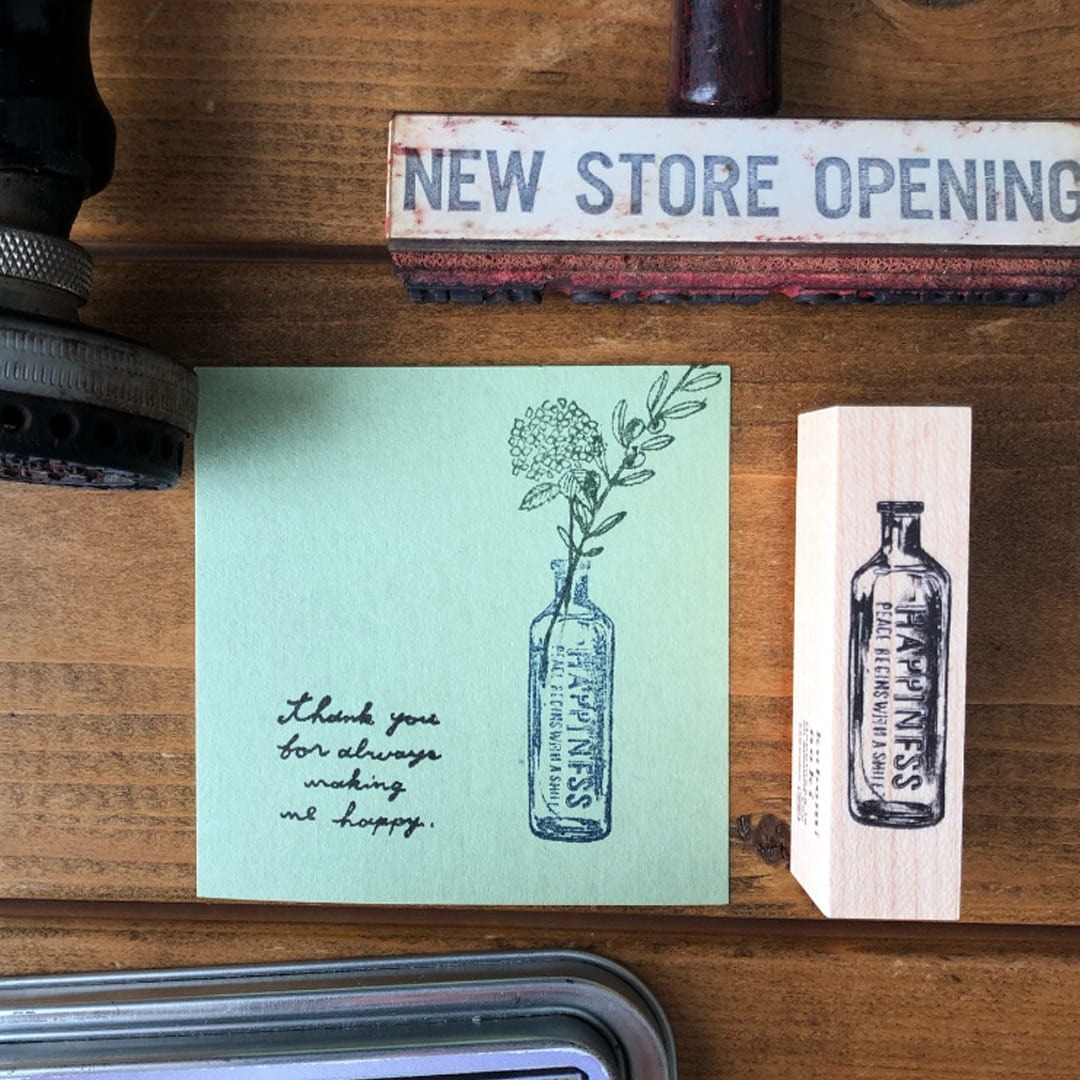 NEW STORE OPENING
Thank you
for always
making
me happy.
HAPPINESS
PEACE BEGINS WITH A SMILE
HAPPINESS
PEACE BEGINS WITH A SMILE